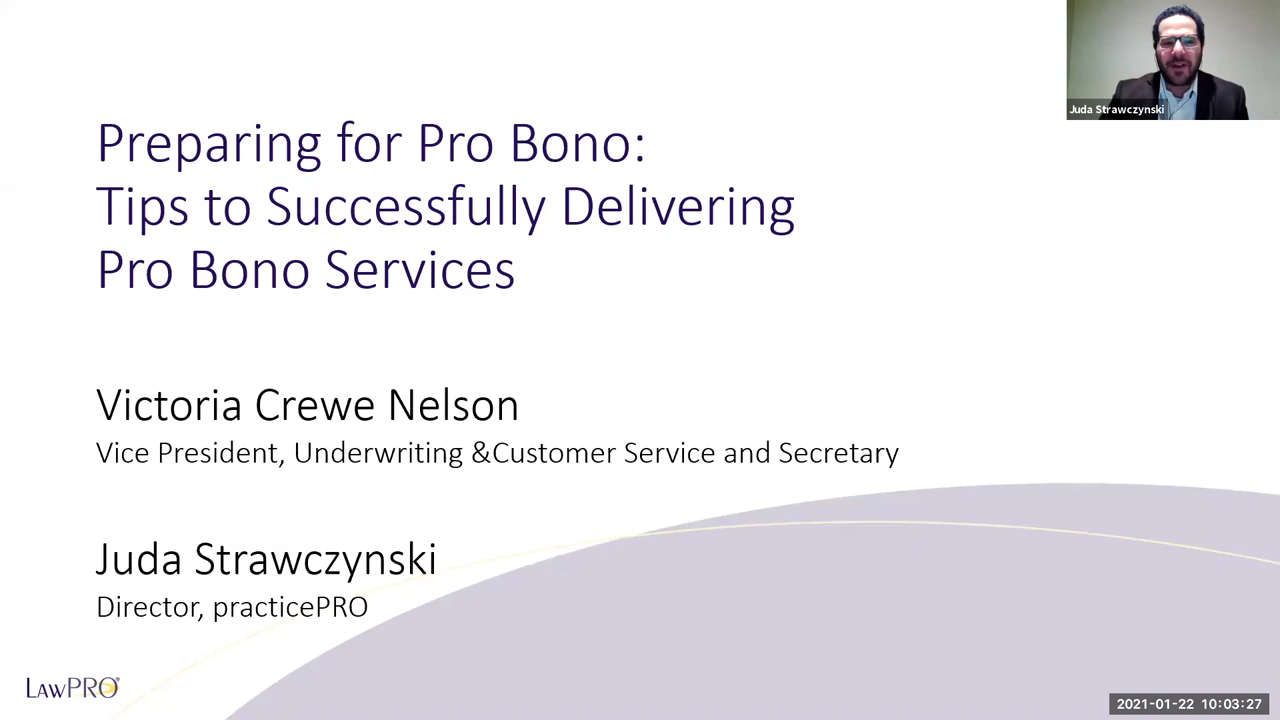 Juda Strawczynski
Preparing for Pro Bono:
Tips to Successfully Delivering
Pro Bono Services
Victoria Crewe Nelson
Vice President, Underwriting &Customer Service and Secretary
Juda Strawczynski
Director, practicePRO
LAWPRO®
2021-01-22 10:03:27